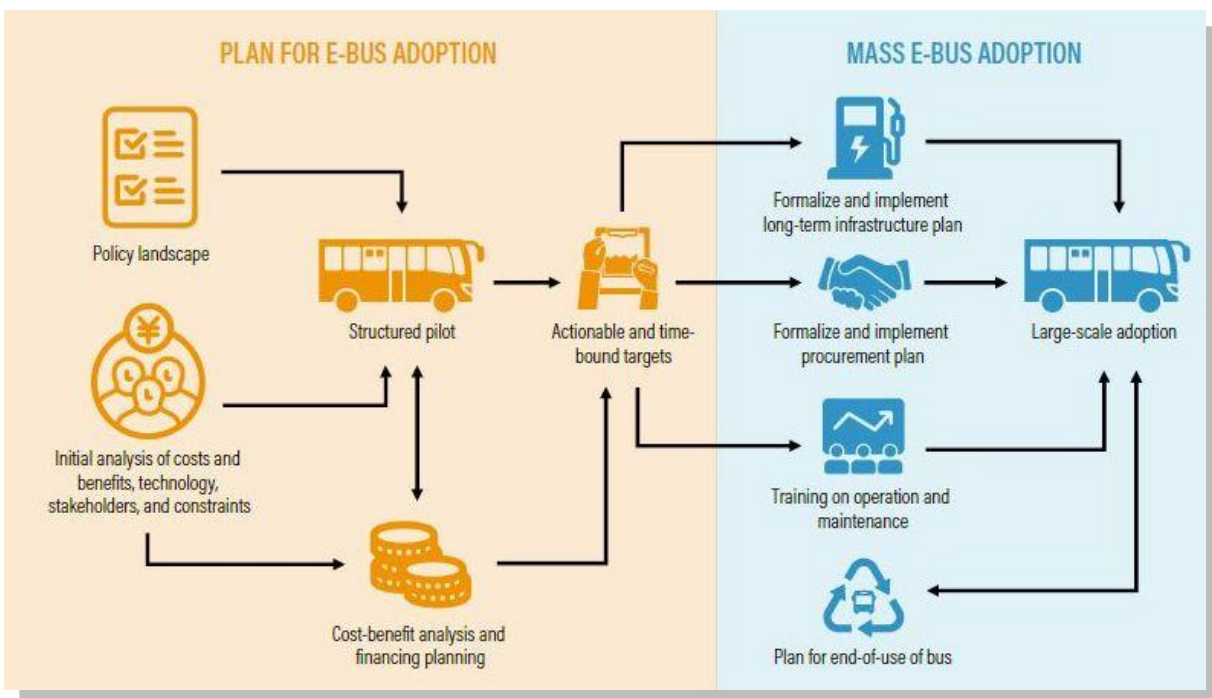 PLAN FOR E-BUS ADOPTION
Policy landscape
Initial analysis of costs and
benefits, technology,
stakeholders, and constraints
Structured pilot
Cost-benefit analysis and
financing planning
Actionable and time-
bound targets
MASS E-BUS ADOPTION
Formalize and implement
long-term infrastructure plan
Formalize and implement
procurement plan
Training on operation and
maintenance
Plan for end-of-use of bus
Large-scale adoption
¥